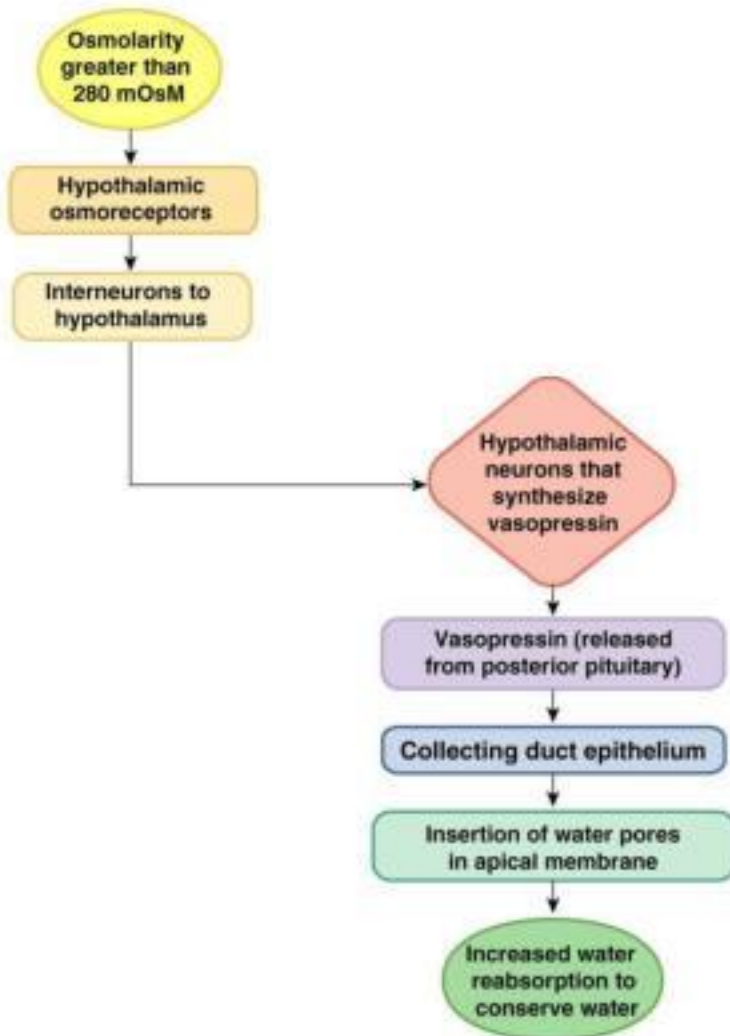 Osmolarity
greater than
280 mOsM
Hypothalamic
osmoreceptors
Interneurons to
hypothalamus
Hypothalamic
neurons that
synthesize
vasopressin
Vasopressin (released
from posterior pituitary)
Collecting duct epithelium
Insertion of water pores
in apical membrane
Increased water
reabsorption to
conserve water